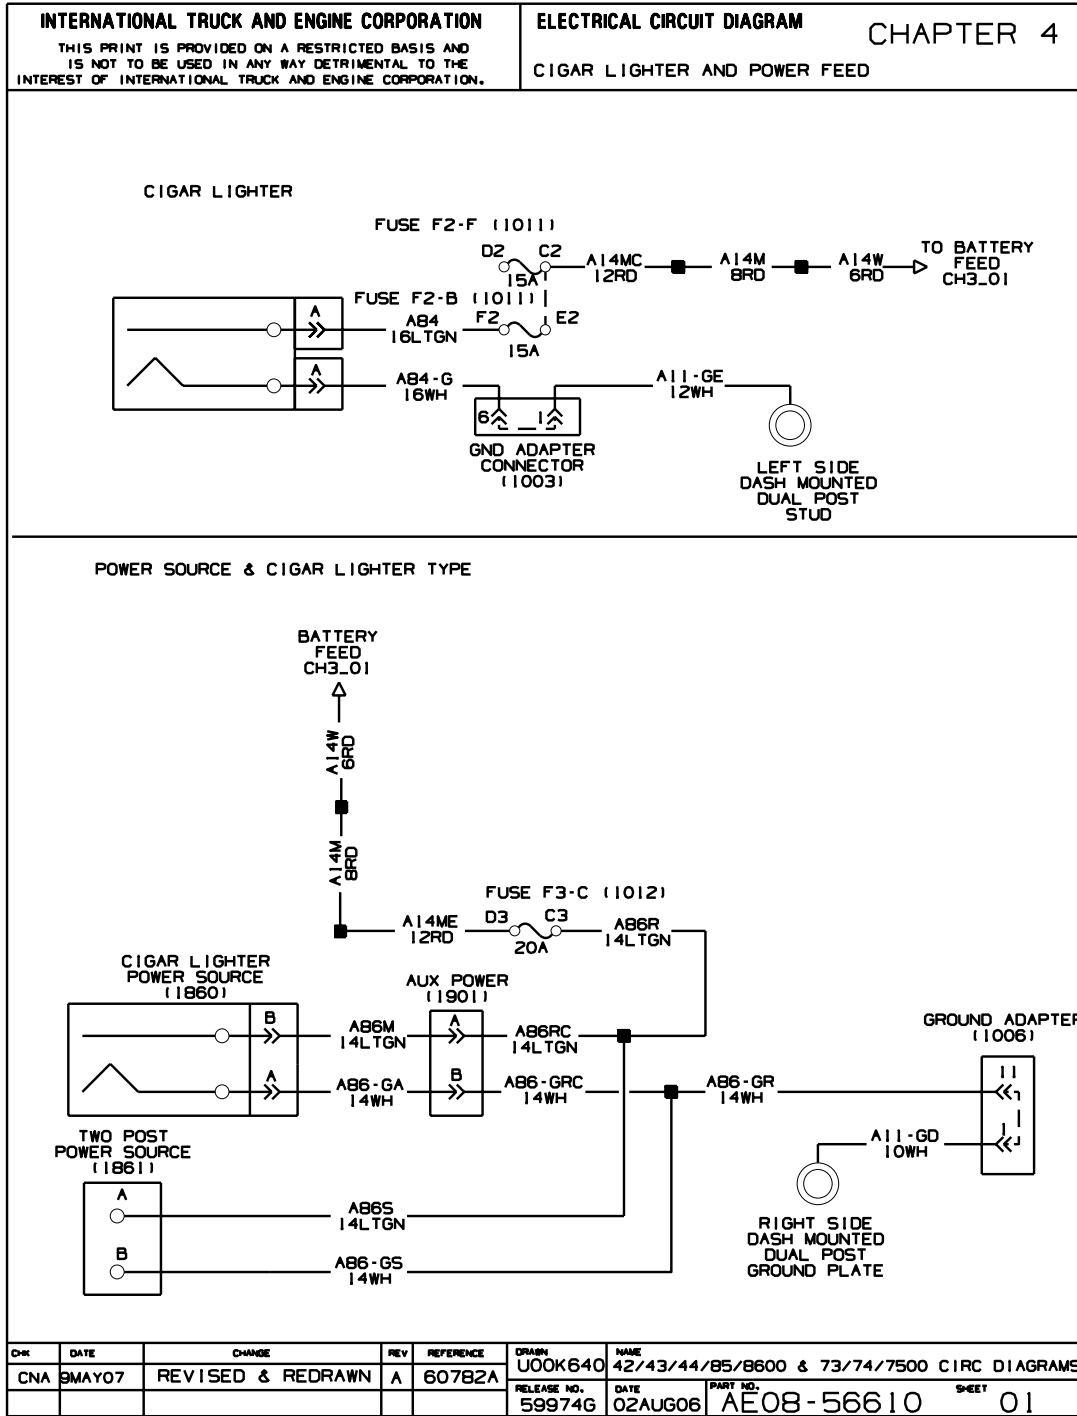 INTERNATIONAL TRUCK AND ENGINE CORPORATION
THIS PRINT IS PROVIDED ON A RESTRICTED BASIS AND
IS NOT TO BE USED IN ANY WAY DETRIMENTAL TO THE
INTEREST OF INTERNATIONAL TRUCK AND ENGINE CORPORATION.
ELECTRICAL CIRCUIT DIAGRAM
CHAPTER 4
CIGAR LIGHTER AND POWER FEED
CIGAR LIGHTER
FUSE F2-F (1011)
D2
C2
15A
A14MC
12RD
A14M
8RD
A14W
6RD
TO BATTERY
FEED
CH3_01
FUSE F2-B (1011)
A
A84
16LTGN
F2
E2
15A
A
A84-G
16WH
A11-GE
12WH
6
1
GND ADAPTER
CONNECTOR
(1003)
LEFT SIDE
DASH MOUNTED
DUAL POST
STUD
POWER SOURCE & CIGAR LIGHTER TYPE
BATTERY
FEED
CH3_01
A14W
6RD
A14M
8RD
FUSE F3-C (1012)
A14ME
12RD
D3
C3
20A
A86R
14LTGN
CIGAR LIGHTER
POWER SOURCE
(1860)
AUX POWER
(1901)
GROUND ADAPTER
(1006)
B
A86M
14LTGN
A
A86RC
14LTGN
A
A86-GA
14WH
B
A86-GRC
14WH
A86-GR
14WH
11
1
A11-GD
10WH
TWO POST
POWER SOURCE
(1861)
A
A86S
14LTGN
B
A86-GS
14WH
RIGHT SIDE
DASH MOUNTED
DUAL POST
GROUND PLATE
CHK
DATE
CHANGE
REV
REFERENCE
CNA
9MAY07
REVISED & REDRAWN
A
60782A
DRAWN
U00K640
NAME
42/43/44/85/8600 & 73/74/7500 CIRC DIAGRAMS
RELEASE NO.
59974G
DATE
02AUG06
PART NO.
AE08-56610
SHEET
01